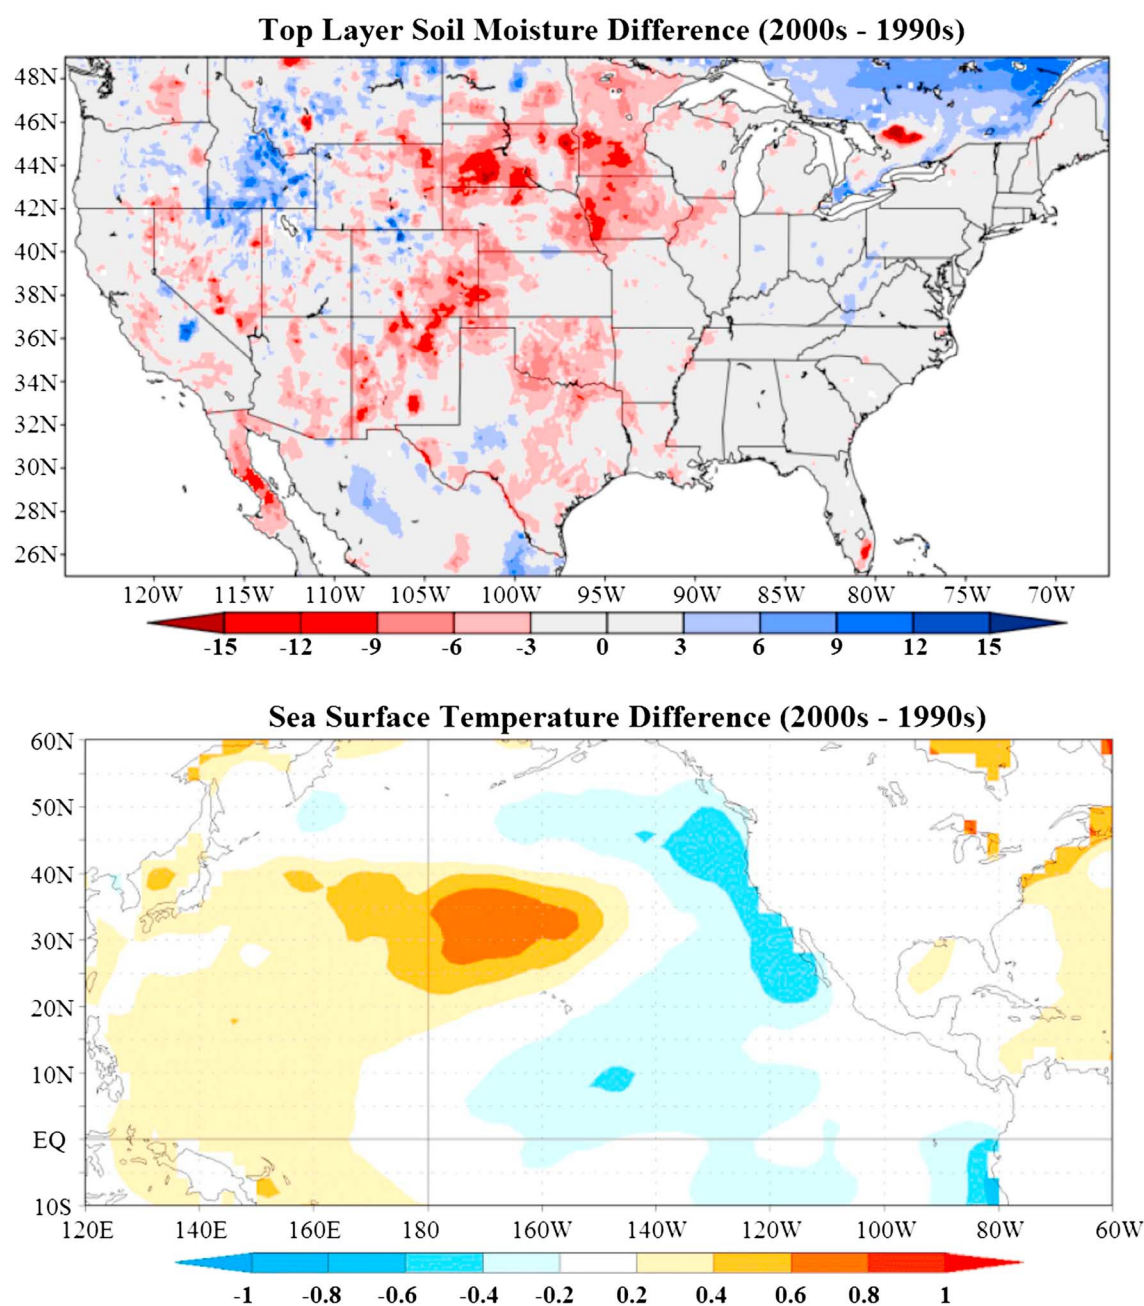 Top Layer Soil Moisture Difference (2000s - 1990s)
48N
46N
44N
42N
40N
38N
36N
34N
32N
30N
28N
26N
120W 115W 110W 105W 100W 95W 90W 85W 80W 75W 70W
-15 -12 -9 -6 -3 0 3 6 9 12 15
Sea Surface Temperature Difference (2000s - 1990s)
60N
50N
40N
30N
20N
10N
EQ
10S
120E 140E 160E 180 160W 140W 120W 100W 80W 60W
-1 -0.8 -0.6 -0.4 -0.2 0.2 0.4 0.6 0.8 1